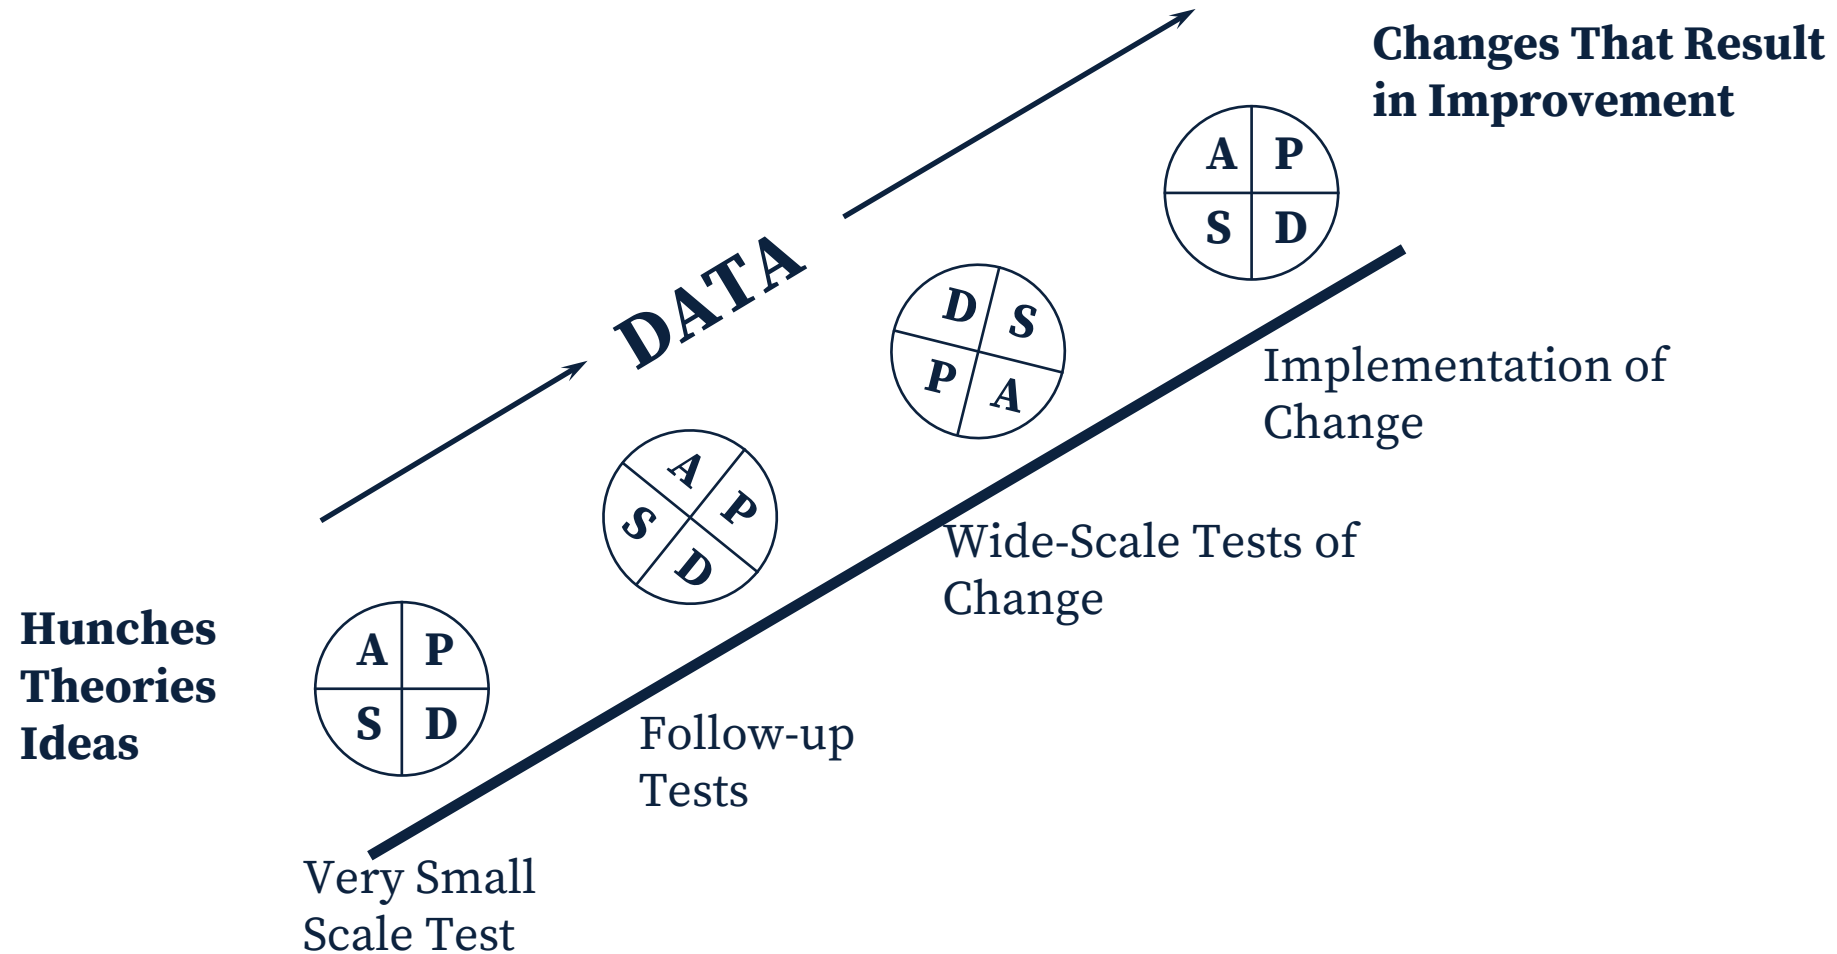 Changes That Result
in Improvement
A P
S D
DATA
D S
P A
Implementation of
Change
A
S P
D
Wide-Scale Tests of
Change
Hunches
Theories
Ideas
A P
S D
Follow-up
Tests
Very Small
Scale Test